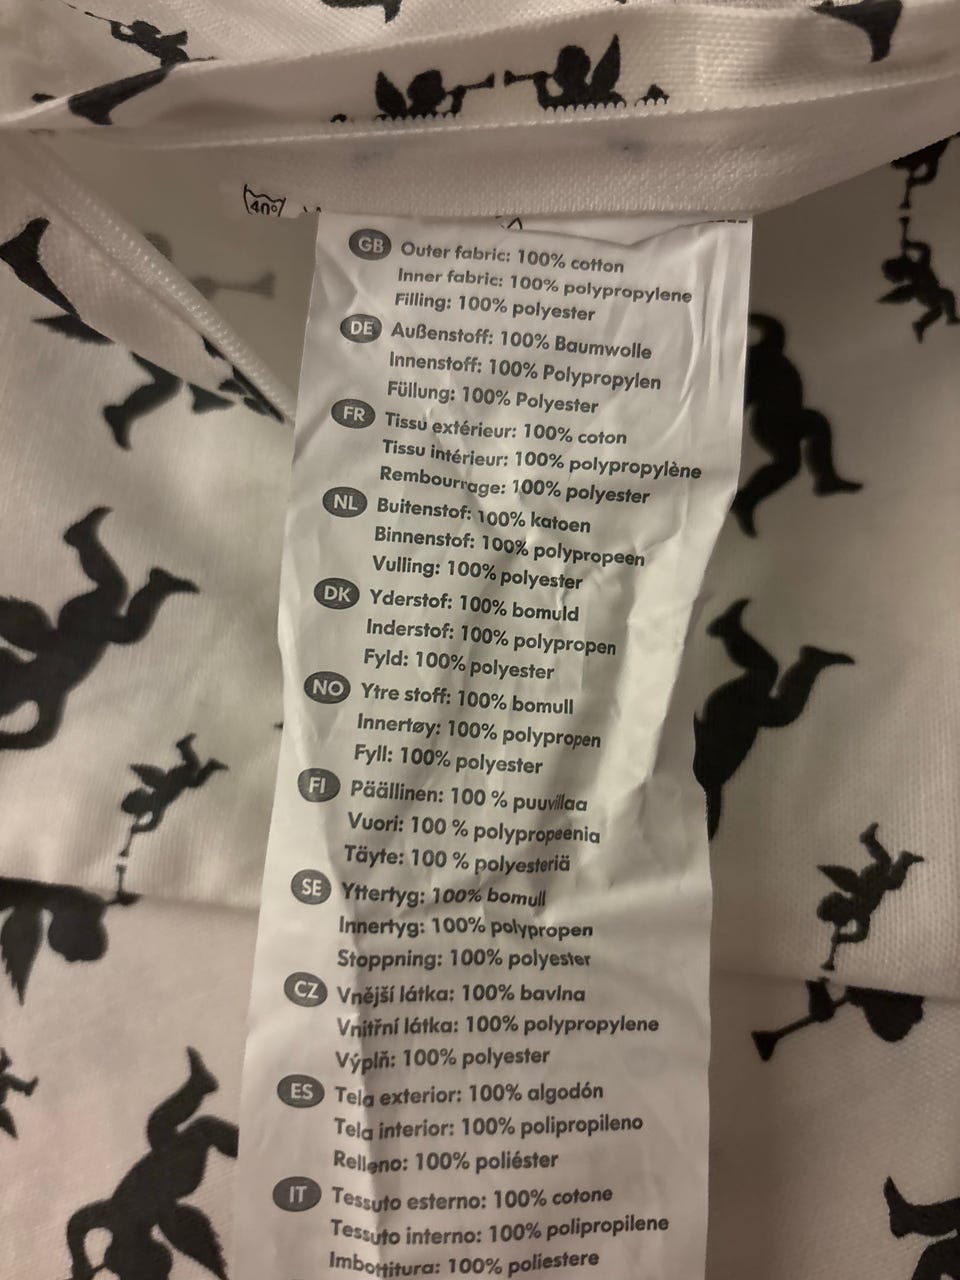 40°
GB Outer fabric: 100% cotton
Inner fabric: 100% polypropylene
Filling: 100% polyester
DE Außenstoff: 100% Baumwolle
Innenstoff: 100% Polypropylen
Füllung: 100% Polyester
FR Tissu extérieur: 100% coton
Tissu intérieur: 100% polypropylène
Rembourrage: 100% polyester
NL Buitenstof: 100% katoen
Binnenstof: 100% polypropeen
Vulling: 100% polyester
DK Yderstof: 100% bomuld
Inderstof: 100% polypropen
Fyld: 100% polyester
NO Ytre stoff: 100% bomull
Innertøy: 100% polypropen
Fyll: 100% polyester
FI Päällinen: 100 % puuvillaa
Vuori: 100 % polypropeenia
Täyte: 100 % polyesteriä
SE Yttertyg: 100% bomull
Innertyg: 100% polypropen
Stoppning: 100% polyester
CZ Vnější látka: 100% bavlna
Vnitřní látka: 100% polypropylene
Výplň: 100% polyester
ES Tela exterior: 100% algodón
Tela interior: 100% polipropileno
Relleno: 100% poliéster
IT Tessuto esterno: 100% cotone
Tessuto interno: 100% polipropilene
Imbottitura: 100% poliestere